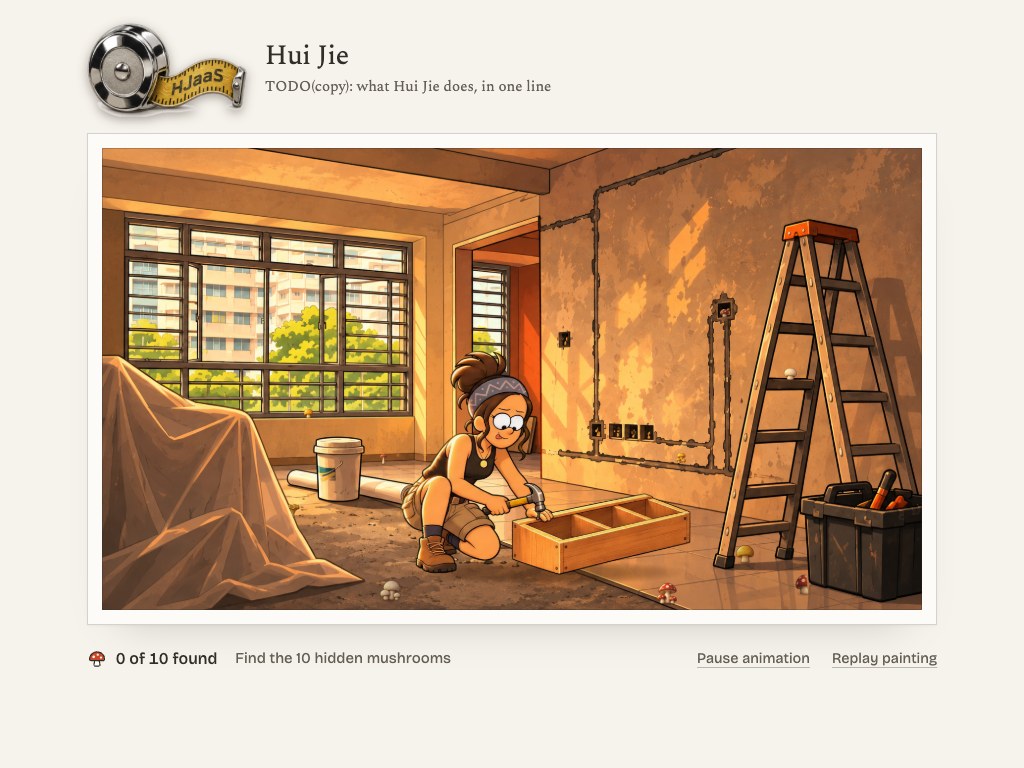 HJaaS
Hui Jie
TODO(copy): what Hui Jie does, in one line
0 of 10 found
Find the 10 hidden mushrooms
Pause animation
Replay painting